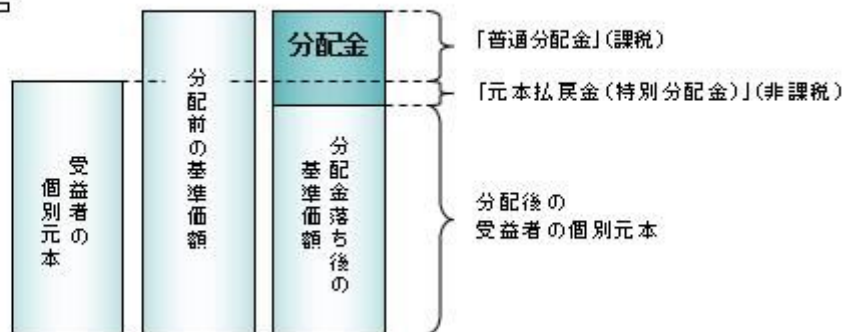 受益者の
個別元本
分配前の基準価額
分配金
分配金落ち後の
基準価額
「普通分配金」(課税)
「元本払戻金(特別分配金)」(非課税)
分配後の
受益者の個別元本